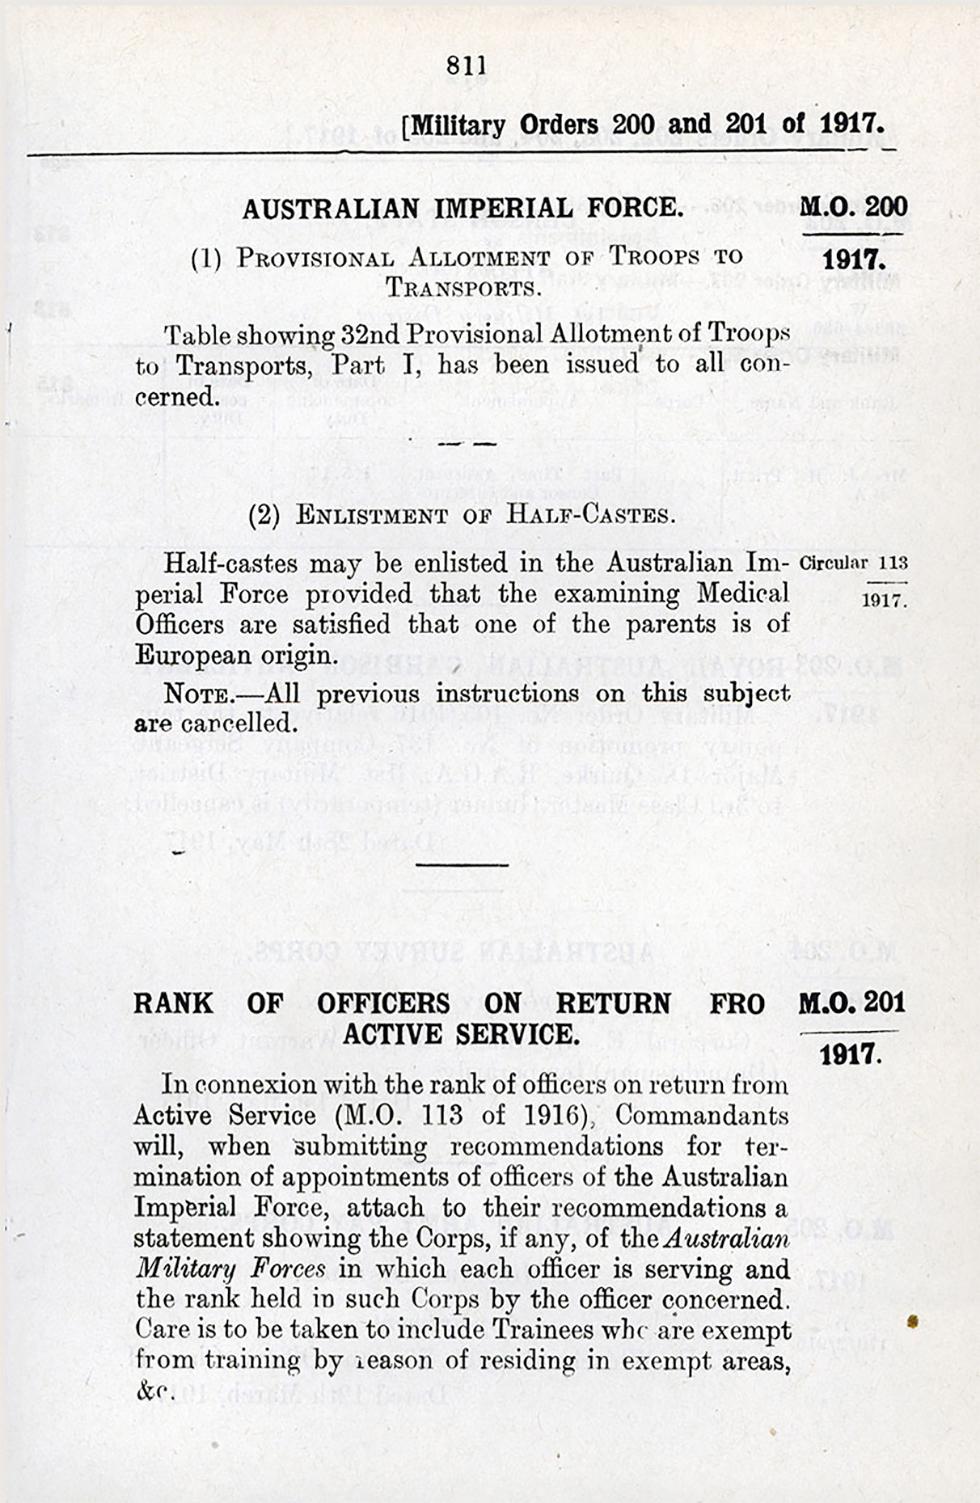 811
[Military Orders 200 and 201 of 1917.
AUSTRALIAN IMPERIAL FORCE.
M.O. 200
1917.
(1) PROVISIONAL ALLOTMENT OF TROOPS TO
TRANSPORTS.
Table showing 32nd Provisional Allotment of Troops
to Transports, Part I, has been issued to all con-
cerned.
(2) ENLISTMENT OF HALF-CASTES.
Half-castes may be enlisted in the Australian Im-
Circular 113
1917.
perial Force provided that the examining Medical
Officers are satisfied that one of the parents is of
European origin.
NOTE.—All previous instructions on this subject
are cancelled.
RANK OF OFFICERS ON RETURN FRO
M.O. 201
1917.
ACTIVE SERVICE.
In connexion with the rank of officers on return from
Active Service (M.O. 113 of 1916), Commandants
will, when submitting recommendations for ter-
mination of appointments of officers of the Australian
Imperial Force, attach to their recommendations a
statement showing the Corps, if any, of the Australian
Military Forces in which each officer is serving and
the rank held in such Corps by the officer concerned.
Care is to be taken to include Trainees who are exempt
from training by reason of residing in exempt areas,
&c.